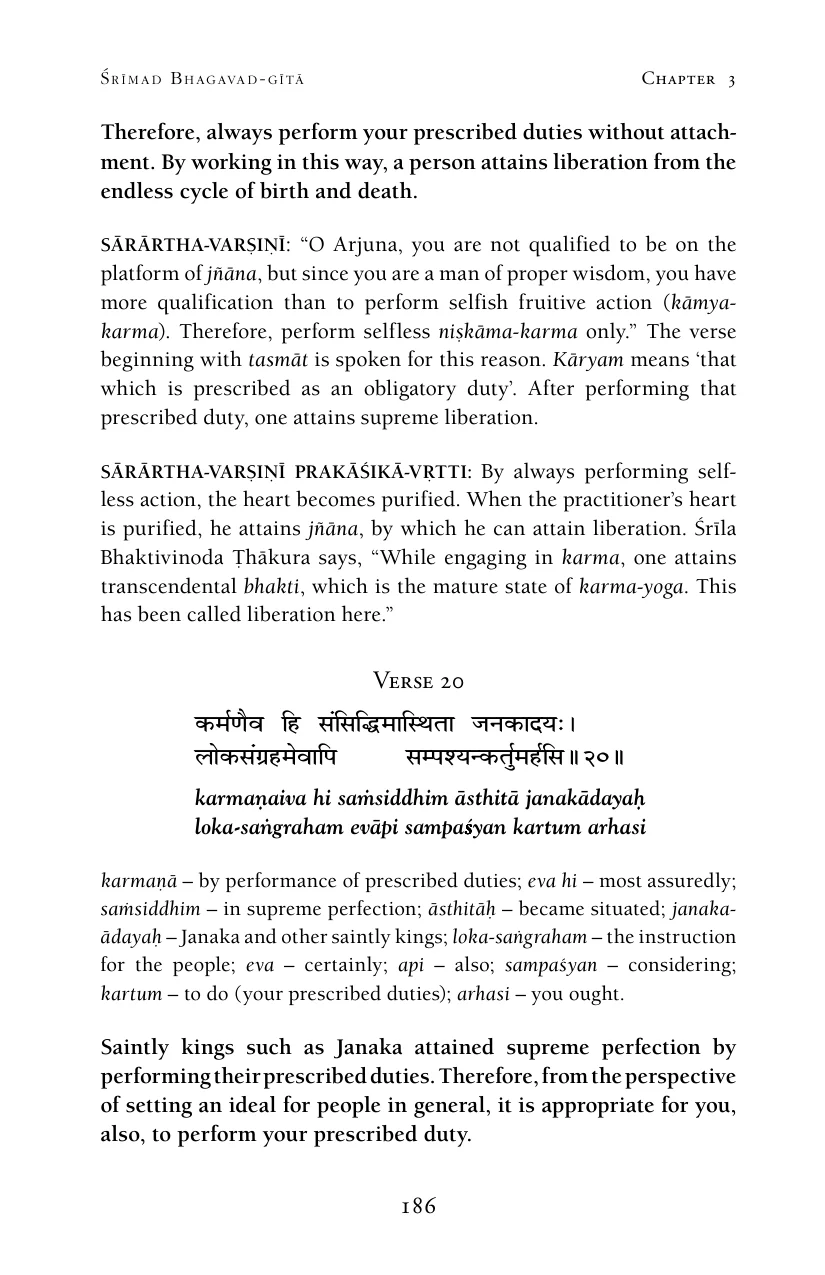 Śrīmad Bhagavad-gītā Chapter 3
Therefore, always perform your prescribed duties without attach-
ment. By working in this way, a person attains liberation from the
endless cycle of birth and death.
SĀRĀRTHA-VARṢIṆĪ: “O Arjuna, you are not qualified to be on the
platform of jñāna, but since you are a man of proper wisdom, you have
more qualification than to perform selfish fruitive action (kāmya-
karma). Therefore, perform selfless niṣkāma-karma only.” The verse
beginning with tasmāt is spoken for this reason. Kāryam means ‘that
which is prescribed as an obligatory duty’. After performing that
prescribed duty, one attains supreme liberation.
SĀRĀRTHA-VARṢIṆĪ PRAKĀŚIKĀ-VṚTTI: By always performing self-
less action, the heart becomes purified. When the practitioner’s heart
is purified, he attains jñāna, by which he can attain liberation. Śrīla
Bhaktivinoda Ṭhākura says, “While engaging in karma, one attains
transcendental bhakti, which is the mature state of karma-yoga. This
has been called liberation here.”
Verse 20
कर्मणैव हि संसिद्धिमास्थिता जनकादयः।
लोकसंग्रहमेवापि सम्पश्यन्कर्तुमर्हसि॥२०॥
karmaṇaiva hi saṁsiddhim āsthitā janakādayaḥ
loka-saṅgraham evāpi sampaśyan kartum arhasi
karmaṇā – by performance of prescribed duties; eva hi – most assuredly;
saṁsiddhim – in supreme perfection; āsthitāḥ – became situated; janaka-
ādayaḥ – Janaka and other saintly kings; loka-saṅgraham – the instruction
for the people; eva – certainly; api – also; sampaśyan – considering;
kartum – to do (your prescribed duties); arhasi – you ought.
Saintly kings such as Janaka attained supreme perfection by
performing their prescribed duties. Therefore, from the perspective
of setting an ideal for people in general, it is appropriate for you,
also, to perform your prescribed duty.
186